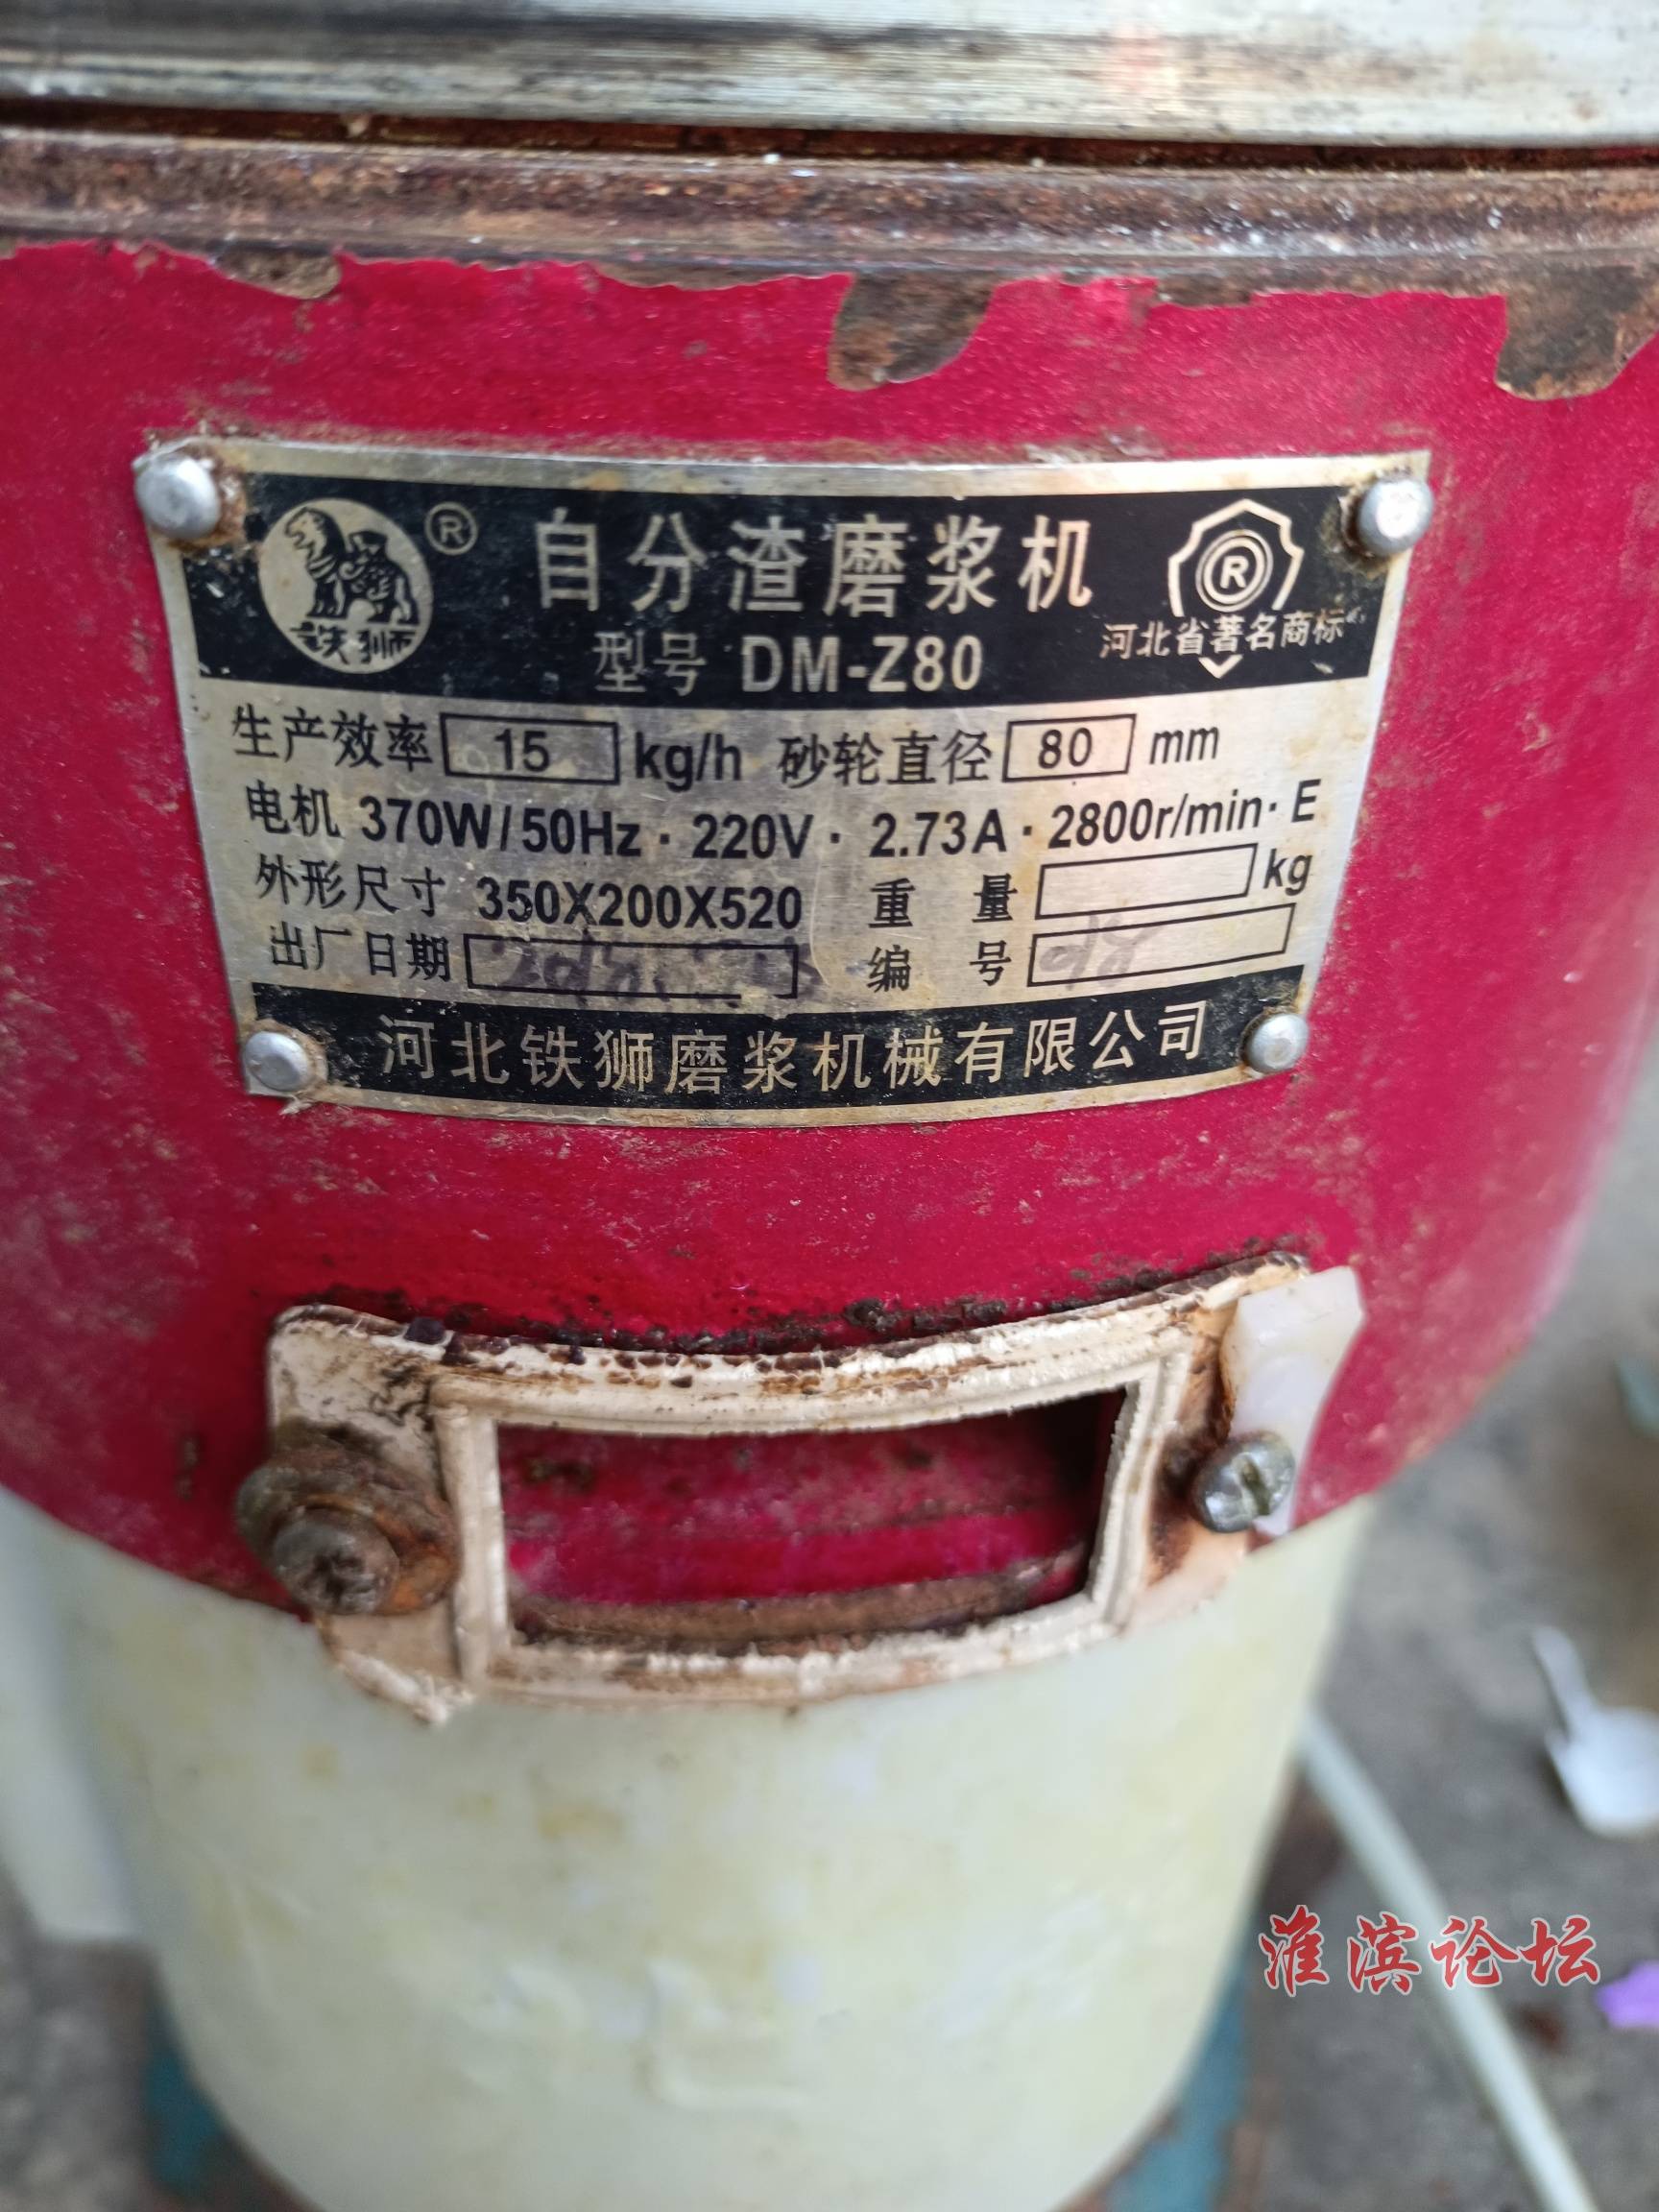 铁狮 ® 自分渣磨浆机 ®
型号 DM-Z80 河北省著名商标
生产效率 15 kg/h 砂轮直径 80 mm
电机 370W/50Hz · 220V · 2.73A · 2800r/min · E
外形尺寸 350X200X520 重量 kg
出厂日期 编号
河北铁狮磨浆机械有限公司
淮滨论坛